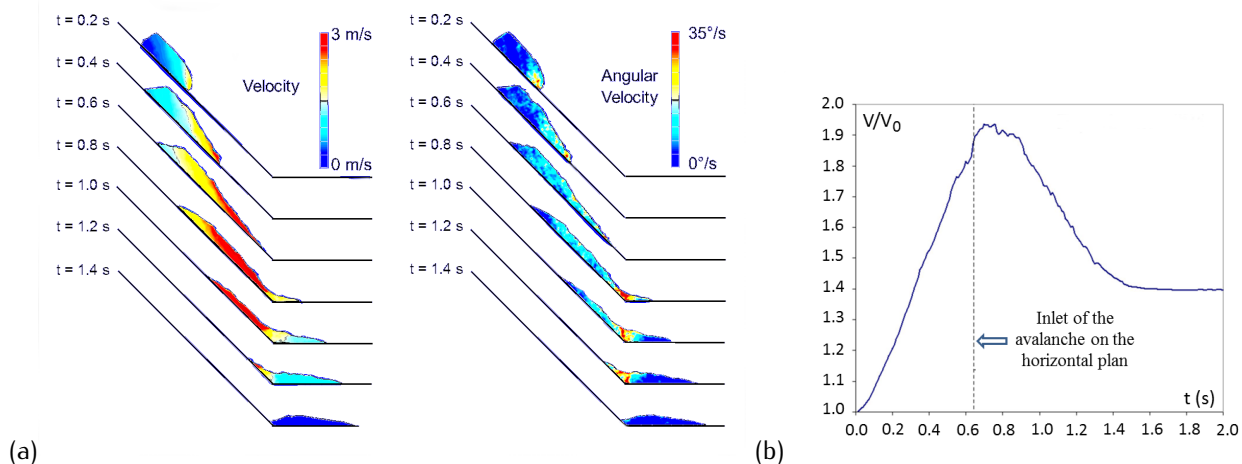 t = 0.2 s
t = 0.4 s
t = 0.6 s
t = 0.8 s
t = 1.0 s
t = 1.2 s
t = 1.4 s
3 m/s
Velocity
0 m/s
t = 0.2 s
t = 0.4 s
t = 0.6 s
t = 0.8 s
t = 1.0 s
t = 1.2 s
t = 1.4 s
35°/s
Angular
Velocity
0°/s
(a)
V/V0
2.0
1.9
1.8
1.7
1.6
1.5
1.4
1.3
1.2
1.1
1.0
Inlet of the
avalanche on the
horizontal plan
t (s)
0.0 0.2 0.4 0.6 0.8 1.0 1.2 1.4 1.6 1.8 2.0
(b)